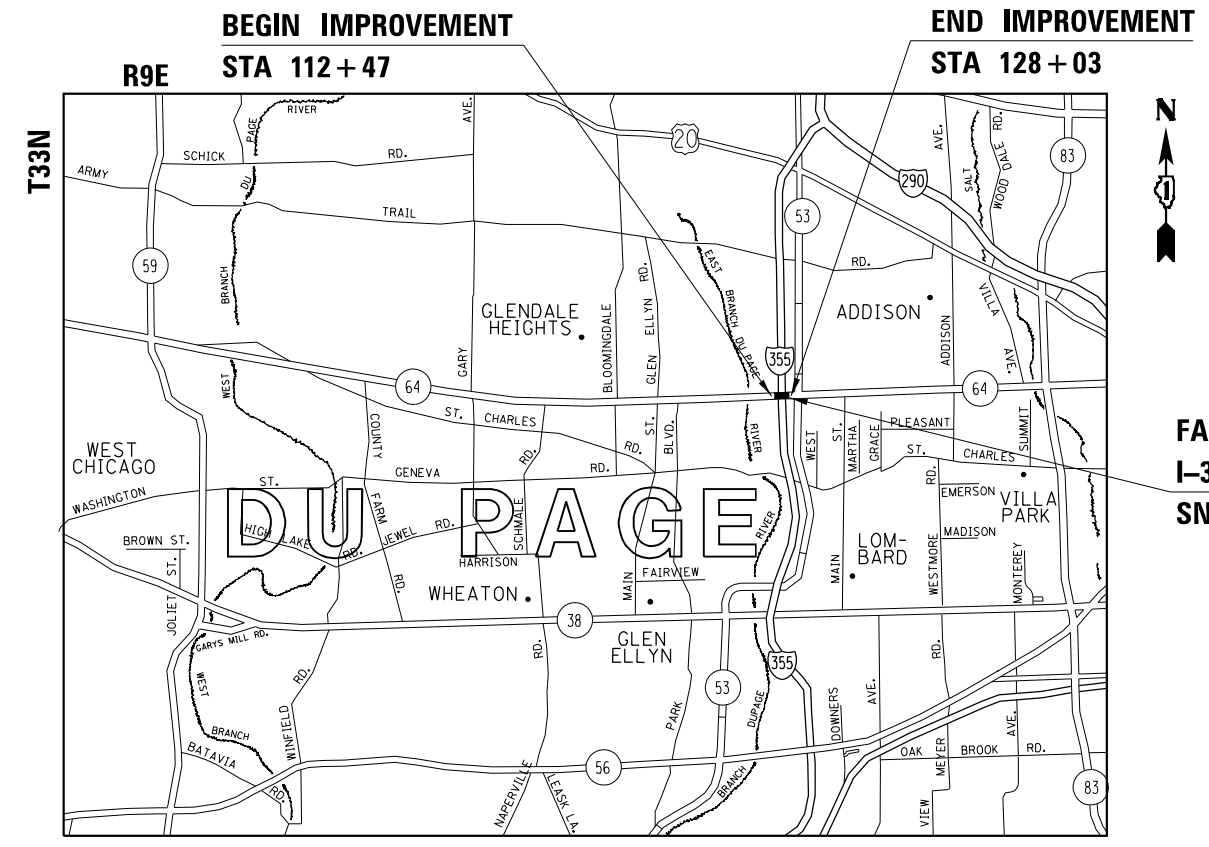 BEGIN IMPROVEMENT
STA 112 + 47
END IMPROVEMENT
STA 128 + 03
R9E
T33N
N
RIVER
PAGE
DU
BRANCH
WEST
SCHICK RD.
ARMY TRAIL RD.
AVE.
GARY
20
290
53
83
59
355
64
64
AVE.
ADDISON
SALT
WOOD DALE RD.
VILLA AVE.
EAST BRANCH DU PAGE RIVER
GLENDALE
HEIGHTS
BLOOMINGDALE
GLEN ELLYN RD.
ADDISON
ST. CHARLES RD.
COUNTY FARM RD.
ST.
BLVD.
WEST
ST.
MARTHA
GRACE
PLEASANT
ST. CHARLES
SUMMIT
FA
I-3
SN
WEST
CHICAGO
WASHINGTON ST.
GENEVA RD.
DU PAGE
HIGH LAKE RD.
JEWEL RD.
SCHMALE RD.
HARRISON
RIVER
RD.
EMERSON
VILLA
PARK
MADISON
BROWN ST.
JOLIET ST.
LOM-
BARD
MAIN
WESTMORE
MONTEREY
WHEATON
MAIN
FAIRVIEW
38
GLEN
ELLYN
GARYS MILL RD.
WEST
BRANCH
RD.
WINFIELD
RD.
NAPERVILLE
53
355
PARK
DUPAGE
BRANCH
DOWNERS
AVE.
RD.
MEYER
VIEW
AVE.
BATAVIA RD.
56
LEASK LA.
OAK BROOK RD.
83